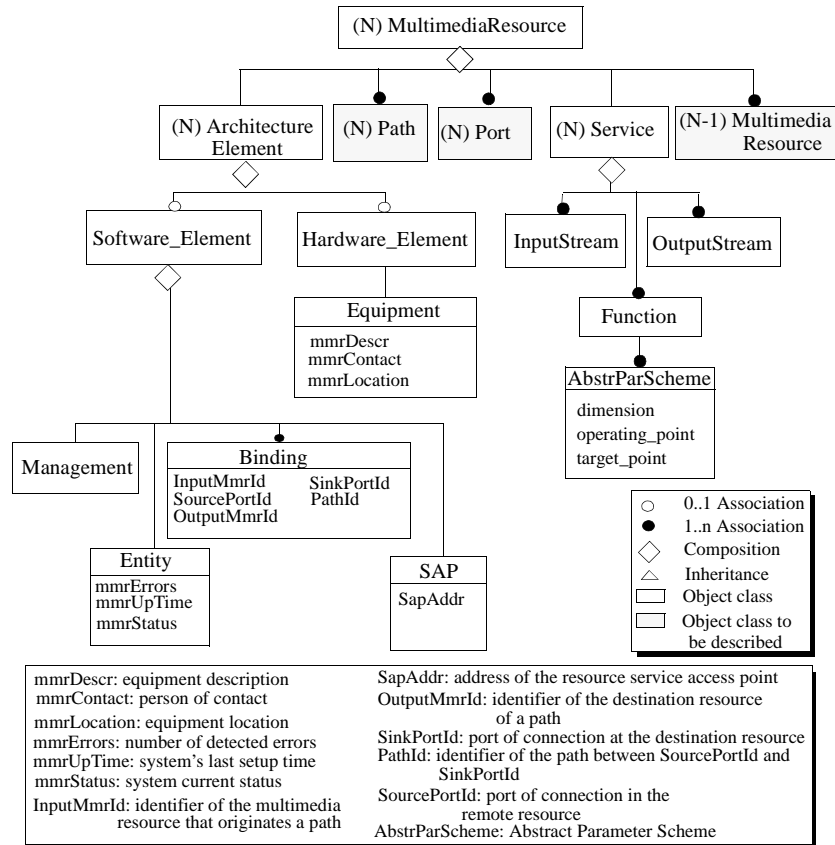 (N) MultimediaResource
(N) Architecture
Element
(N) Path
(N) Port
(N) Service
(N-1) Multimedia
Resource
Software_Element
Hardware_Element
InputStream
OutputStream
Equipment
mmrDescr
mmrContact
mmrLocation
Function
AbstrParScheme
dimension
operating_point
target_point
Management
Binding
InputMmrId SinkPortId
SourcePortId PathId
OutputMmrId
Entity
mmrErrors
mmrUpTime
mmrStatus
SAP
SapAddr
0..1 Association
1..n Association
Composition
Inheritance
Object class
Object class to
be described
mmrDescr: equipment description
mmrContact: person of contact
mmrLocation: equipment location
mmrErrors: number of detected errors
mmrUpTime: system's last setup time
mmrStatus: system current status
InputMmrId: identifier of the multimedia
resource that originates a path
SapAddr: address of the resource service access point
OutputMmrId: identifier of the destination resource
of a path
SinkPortId: port of connection at the destination resource
PathId: identifier of the path between SourcePortId and
SinkPortId
SourcePortId: port of connection in the
remote resource
AbstrParScheme: Abstract Parameter Scheme